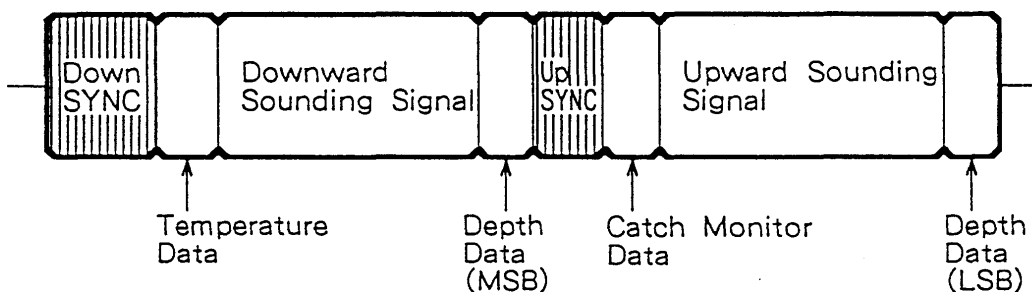 Down
SYNC
Downward
Sounding Signal
Up
SYNC
Upward Sounding
Signal
Temperature
Data
Depth
Data
(MSB)
Catch Monitor
Data
Depth
Data
(LSB)